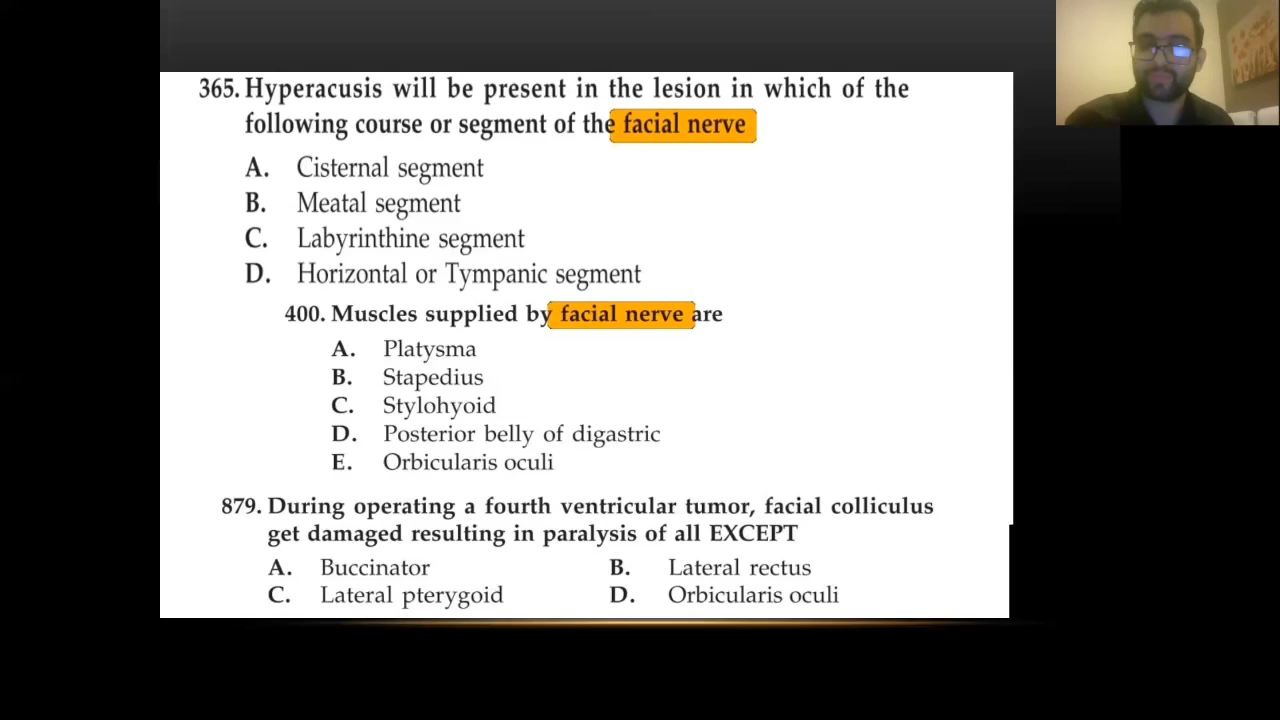 365. Hyperacusis will be present in the lesion in which of the
following course or segment of the facial nerve
A. Cisternal segment
B. Meatal segment
C. Labyrinthine segment
D. Horizontal or Tympanic segment
400. Muscles supplied by facial nerve are
A. Platysma
B. Stapedius
C. Stylohyoid
D. Posterior belly of digastric
E. Orbicularis oculi
879. During operating a fourth ventricular tumor, facial colliculus
get damaged resulting in paralysis of all EXCEPT
A. Buccinator B. Lateral rectus
C. Lateral pterygoid D. Orbicularis oculi